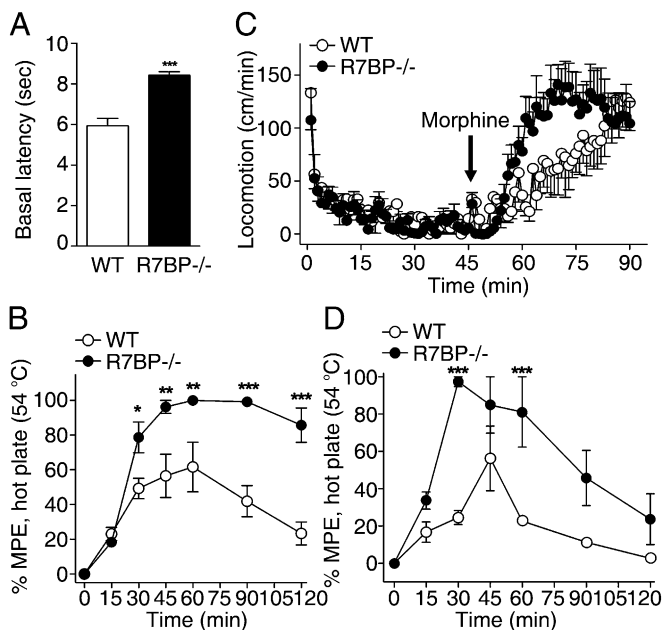 A
Basal latency (sec)
10
8
6
4
2
0
***
WT R7BP-/-
C
WT
R7BP-/-
Locomotion (cm/min)
150
100
50
0
Morphine
0 15 30 45 60 75 90
Time (min)
B
WT
R7BP-/-
% MPE, hot plate (54 °C)
100
80
60
40
20
0
* ** ** *** ***
0 15 30 45 60 75 90105120
Time (min)
D
WT
R7BP-/-
% MPE, hot plate (54 °C)
100
80
60
40
20
0
*** ***
0 15 30 45 60 75 90105120
Time (min)